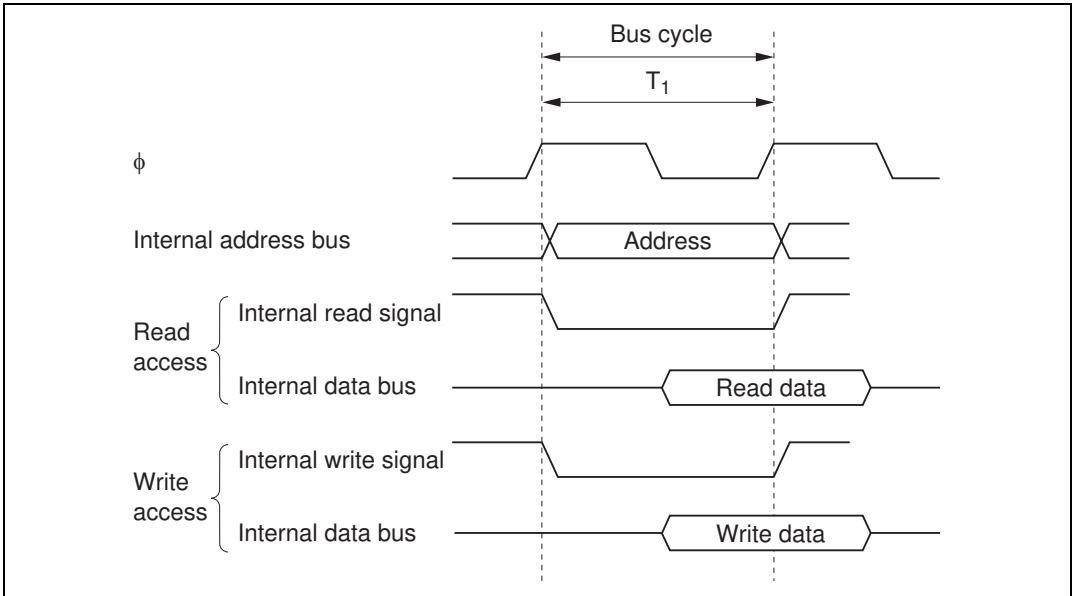 Bus cycle
T1
ϕ
Internal address bus
Address
Read access
Internal read signal
Internal data bus
Read data
Write access
Internal write signal
Internal data bus
Write data